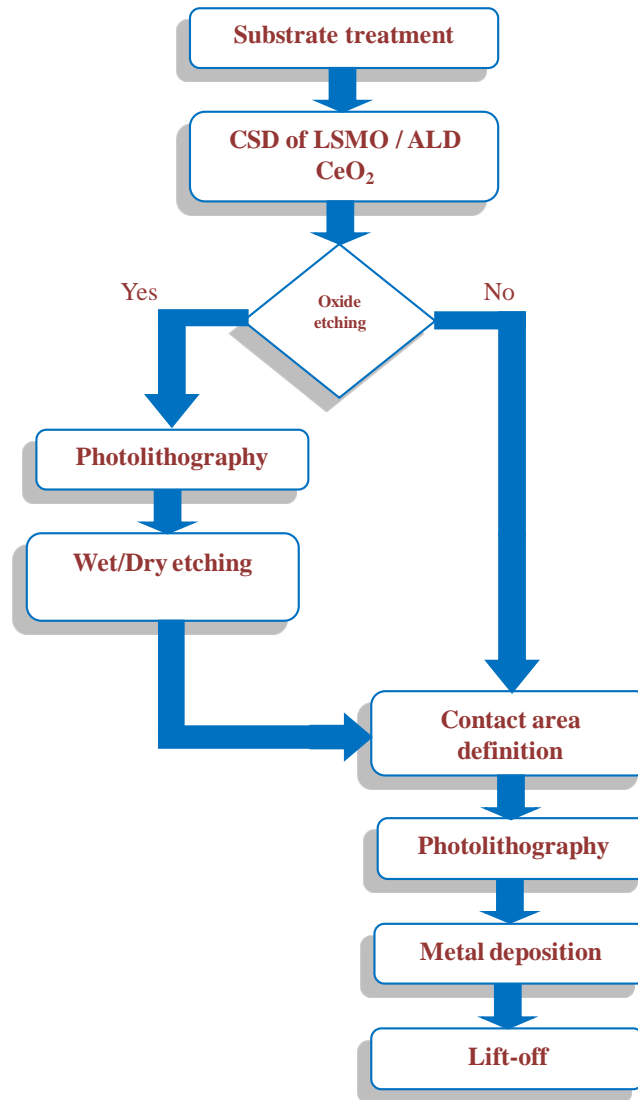 Substrate treatment
CSD of LSMO / ALD
CeO₂
Oxide
etching
Yes
No
Photolithography
Wet/Dry etching
Contact area
definition
Photolithography
Metal deposition
Lift-off